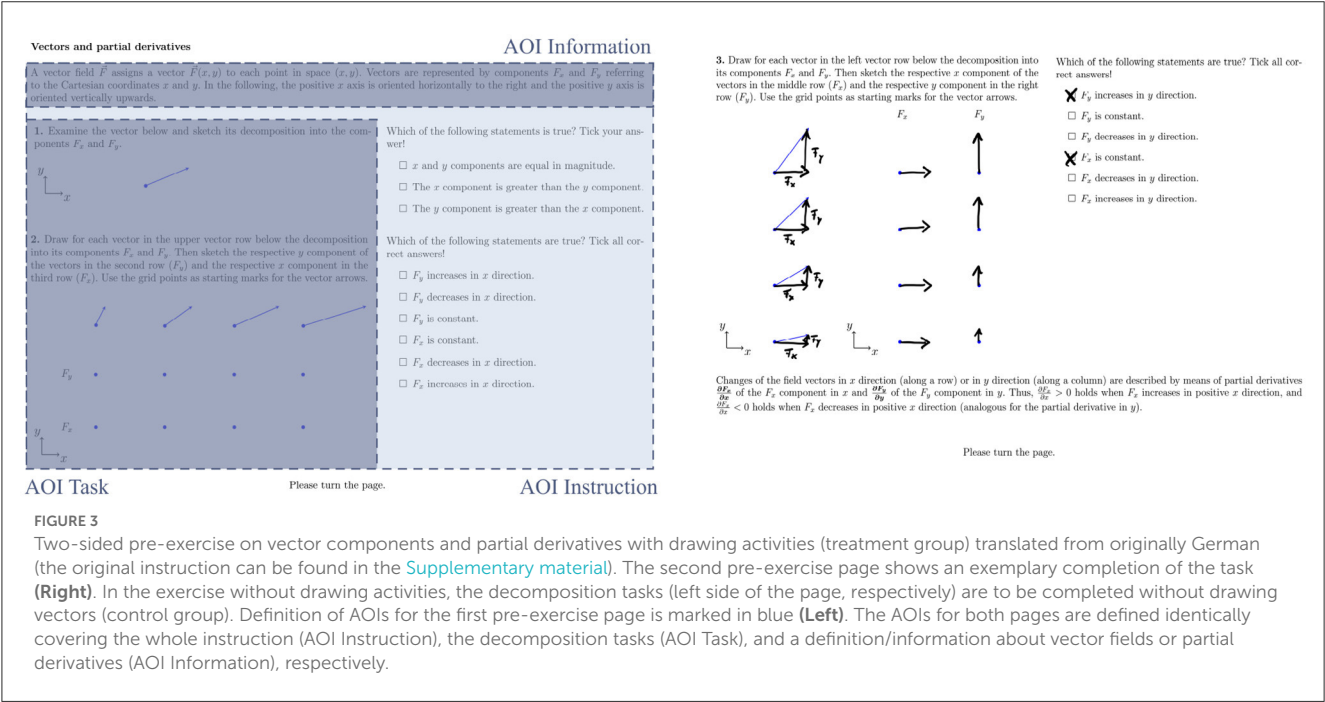 Vectors and partial derivatives
AOI Information
A vector field F⃗ assigns a vector F⃗(x, y) to each point in space (x, y). Vectors are represented by components Fx and Fy referring
to the Cartesian coordinates x and y. In the following, the positive x axis is oriented horizontally to the right and the positive y axis is
oriented vertically upwards.
1. Examine the vector below and sketch its decomposition into the com-
ponents Fx and Fy.
y
x
Which of the following statements is true? Tick your ans-
wer!
☐ x and y components are equal in magnitude.
☐ The x component is greater than the y component.
☐ The y component is greater than the x component.
2. Draw for each vector in the upper vector row below the decomposition
into its components Fx and Fy. Then sketch the respective y component of
the vectors in the second row (Fy) and the respective x component in the
third row (Fx). Use the grid points as starting marks for the vector arrows.
Fy
Fx
y
x
Which of the following statements are true? Tick all cor-
rect answers!
☐ Fy increases in x direction.
☐ Fy decreases in x direction.
☐ Fy is constant.
☐ Fx is constant.
☐ Fx decreases in x direction.
☐ Fx increases in x direction.
AOI Task
Please turn the page.
AOI Instruction
3. Draw for each vector in the left vector row below the decomposition into
its components Fx and Fy. Then sketch the respective x component of the
vectors in the middle row (Fx) and the respective y component in the right
row (Fy). Use the grid points as starting marks for the vector arrows.
Fx Fy
Fy
Fx
Fy
Fx
Fy
Fx
y
x
Fy
Fx
y
x
Which of the following statements are true? Tick all cor-
rect answers!
☒ Fy increases in y direction.
☐ Fy is constant.
☐ Fy decreases in y direction.
☒ Fx is constant.
☐ Fx decreases in y direction.
☐ Fx increases in y direction.
Changes of the field vectors in x direction (along a row) or in y direction (along a column) are described by means of partial derivatives
∂Fx/∂x of the Fx component in x and ∂Fy/∂y of the Fy component in y. Thus, ∂Fx/∂x > 0 holds when Fx increases in positive x direction, and
∂Fx/∂x < 0 holds when Fx decreases in positive x direction (analogous for the partial derivative in y).
Please turn the page.
FIGURE 3
Two-sided pre-exercise on vector components and partial derivatives with drawing activities (treatment group) translated from originally German
(the original instruction can be found in the Supplementary material). The second pre-exercise page shows an exemplary completion of the task
(Right). In the exercise without drawing activities, the decomposition tasks (left side of the page, respectively) are to be completed without drawing
vectors (control group). Definition of AOIs for the first pre-exercise page is marked in blue (Left). The AOIs for both pages are defined identically
covering the whole instruction (AOI Instruction), the decomposition tasks (AOI Task), and a definition/information about vector fields or partial
derivatives (AOI Information), respectively.